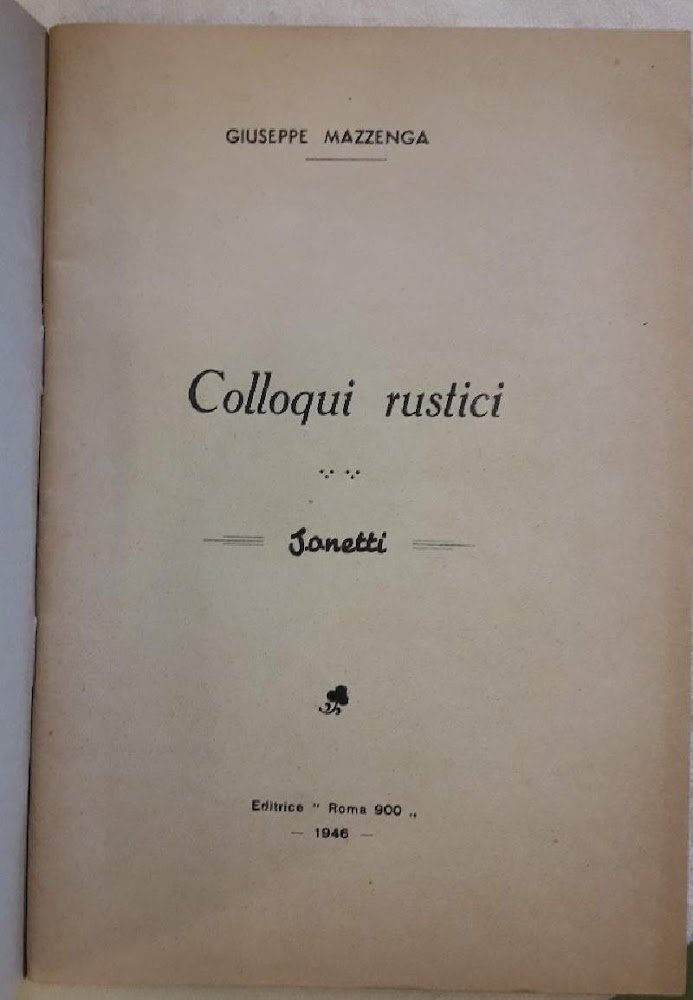 GIUSEPPE MAZZENGA
Colloqui rustici
Sonetti
Editrice " Roma 900 „
— 1946 —